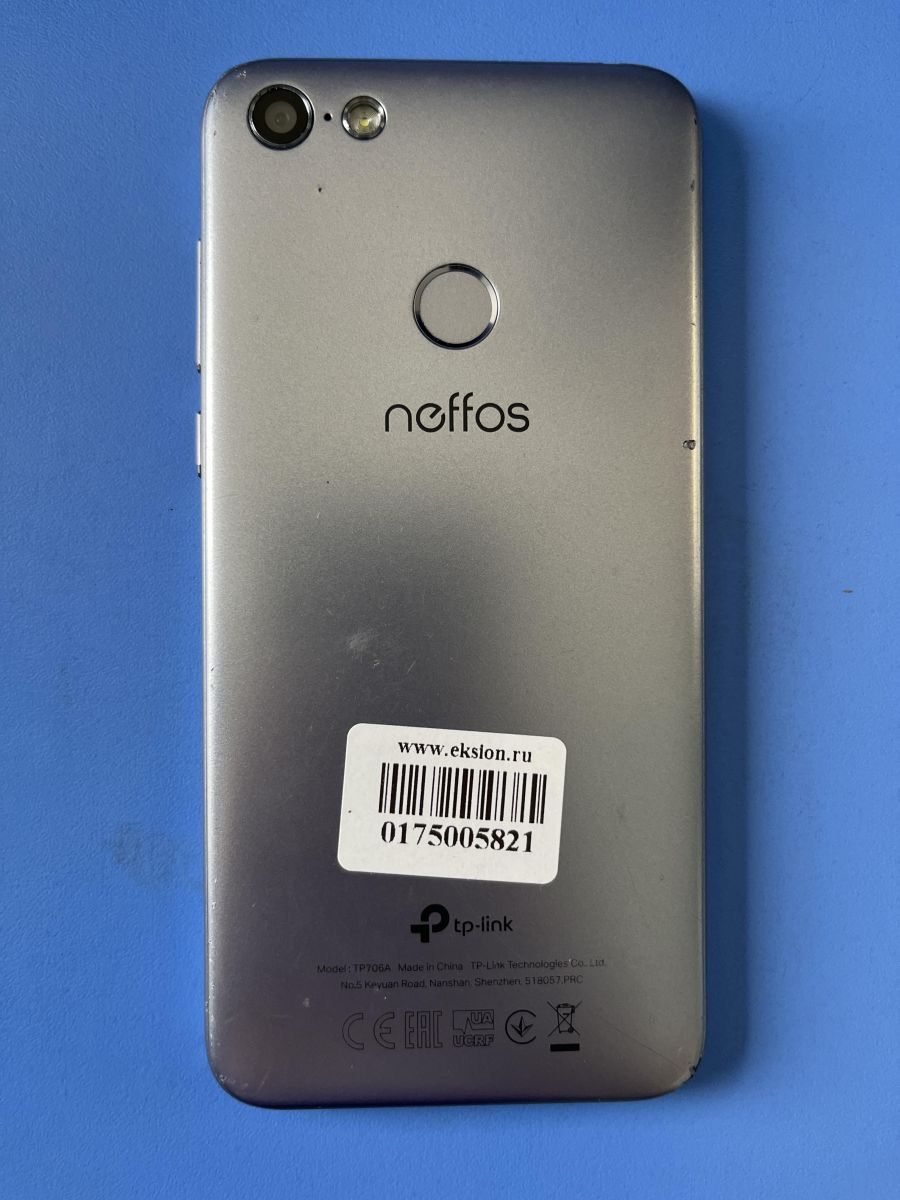 neffos
www.eksion.ru
0175005821
tp-link
Model : TP706A Made in China TP-Link Technologies Co., Ltd.
No.5 Keyuan Road, Nanshan, Shenzhen, 518057,PRC
CE EAC UA
UCRF